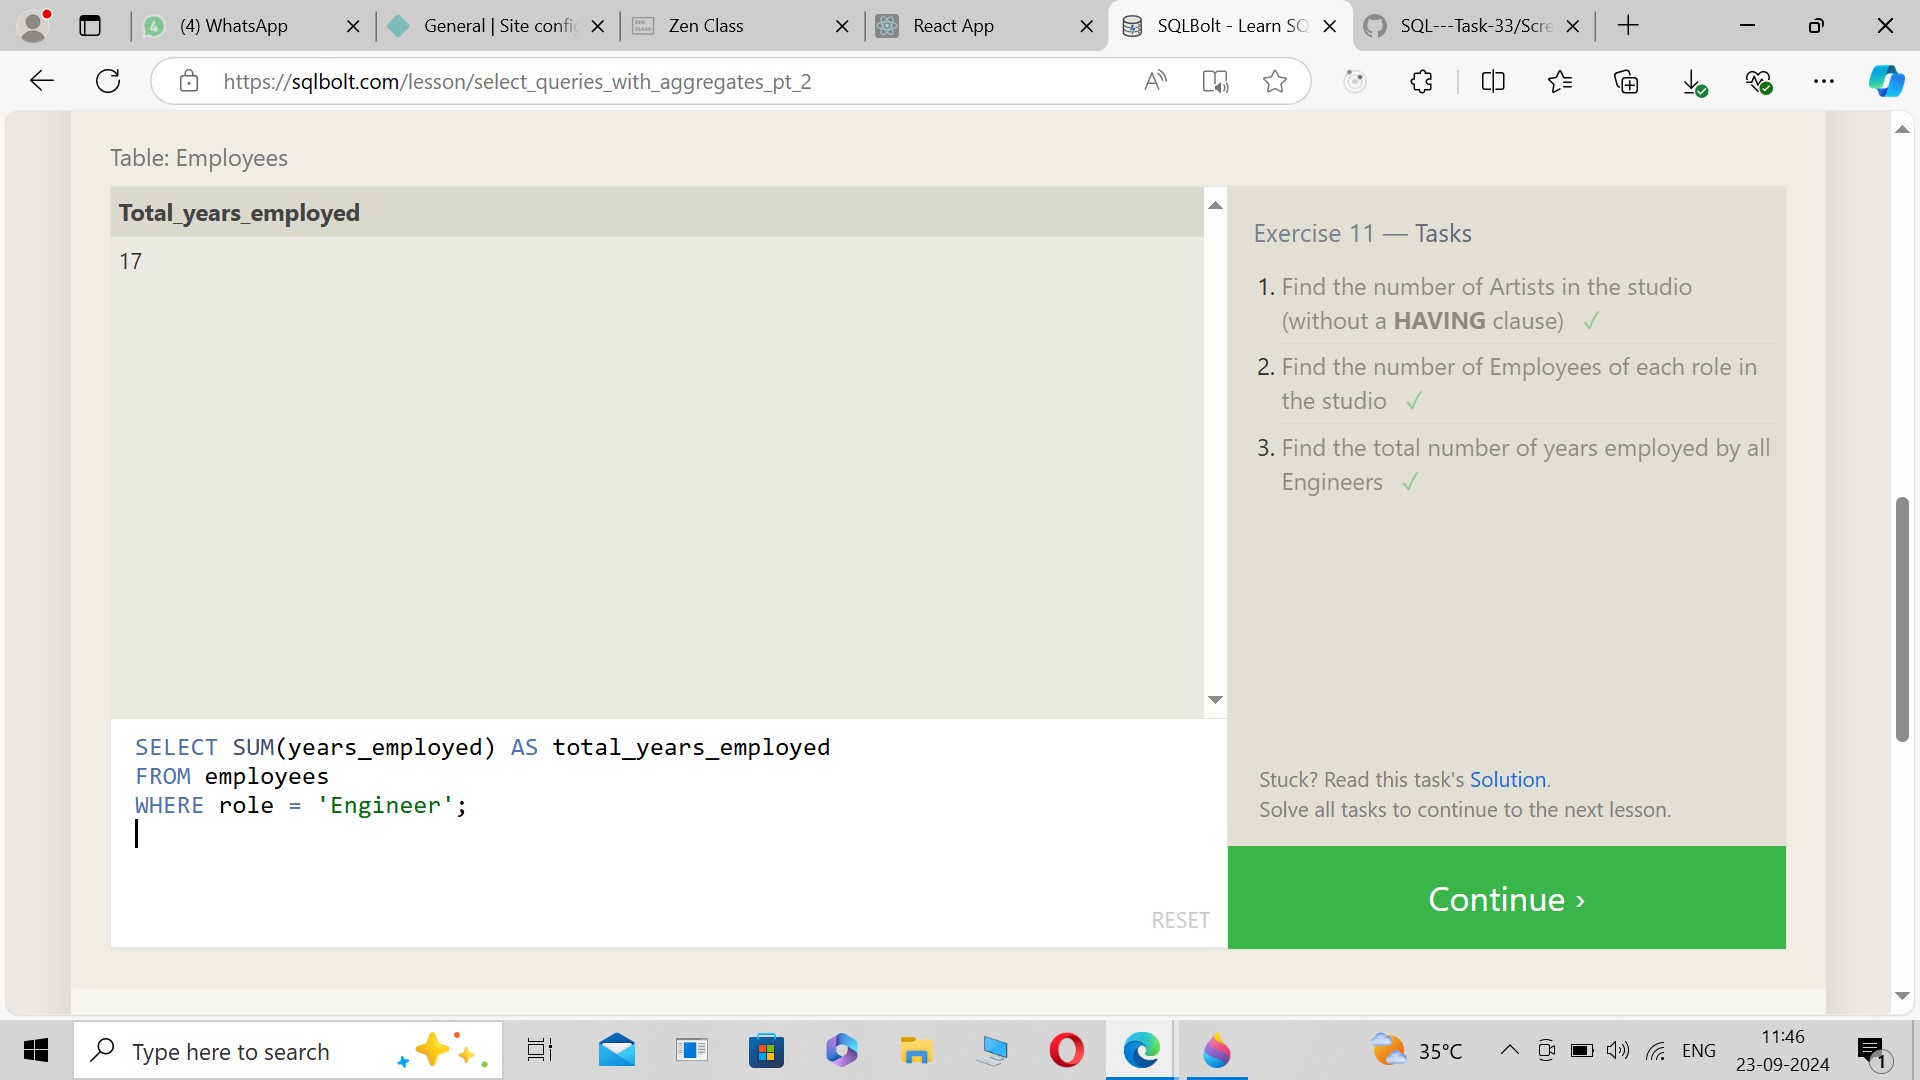 (4) WhatsApp
General | Site config
Zen Class
React App
SQLBolt - Learn SQ
SQL---Task-33/Scre
https://sqlbolt.com/lesson/select_queries_with_aggregates_pt_2
Table: Employees
Total_years_employed
17
Exercise 11 — Tasks
1. Find the number of Artists in the studio
(without a HAVING clause) ✓
2. Find the number of Employees of each role in
the studio ✓
3. Find the total number of years employed by all
Engineers ✓
SELECT SUM(years_employed) AS total_years_employed
FROM employees
WHERE role = 'Engineer';
RESET
Stuck? Read this task's Solution.
Solve all tasks to continue to the next lesson.
Continue ›
Type here to search
35°C
ENG
11:46
23-09-2024
1